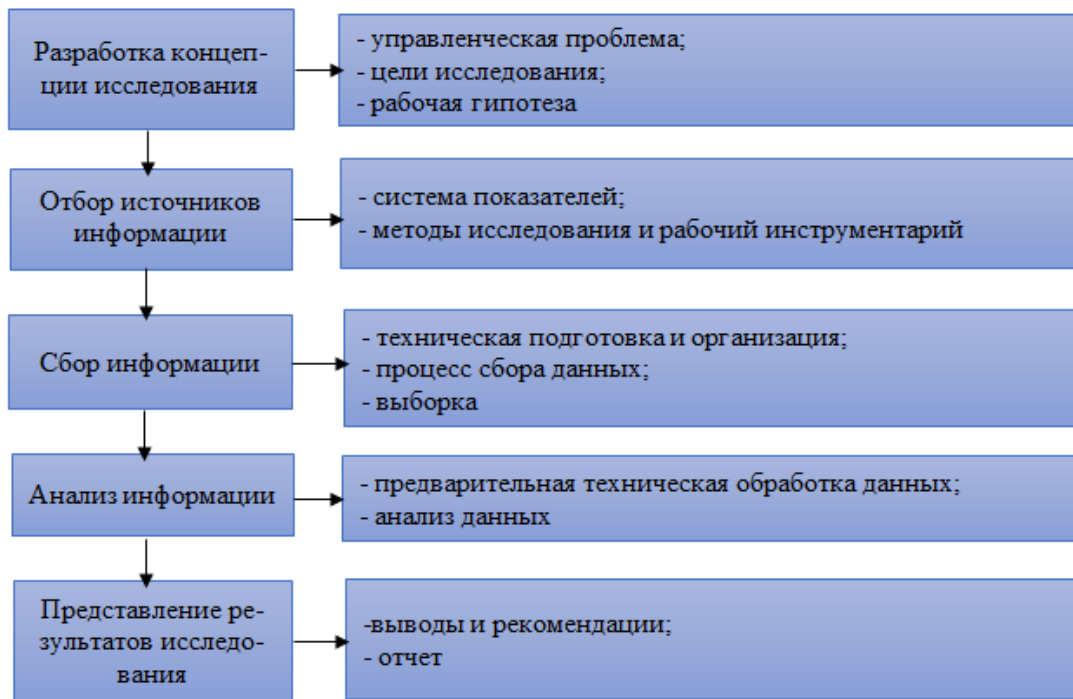 Разработка концеп-
ции исследования
- управленческая проблема;
- цели исследования;
- рабочая гипотеза
Отбор источников
информации
- система показателей;
- методы исследования и рабочий инструментарий
Сбор информации
- техническая подготовка и организация;
- процесс сбора данных;
- выборка
Анализ информации
- предварительная техническая обработка данных;
- анализ данных
Представление ре-
зультатов исследо-
вания
-выводы и рекомендации;
- отчет